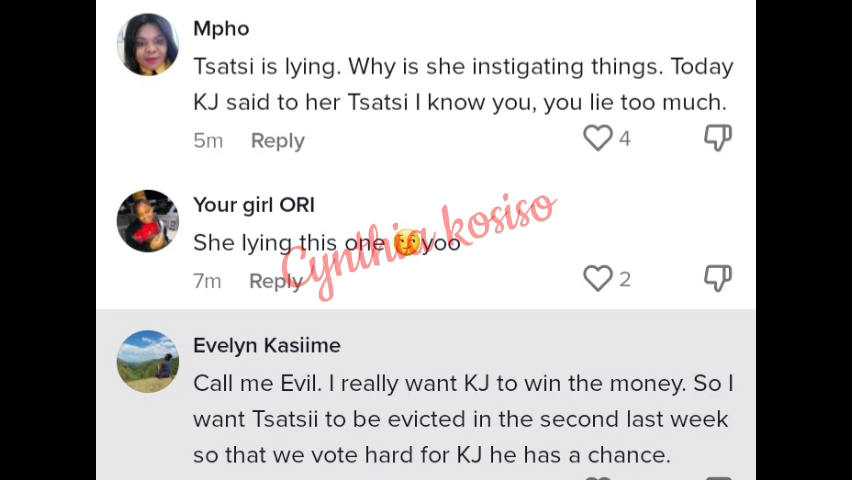 Mpho
Tsatsi is lying. Why is she instigating things. Today
KJ said to her Tsatsi I know you, you lie too much.
5m Reply 4
Your girl ORI
She lying this one 🤫yoo
Cynthia kosiso
7m Reply 2
Evelyn Kasiime
Call me Evil. I really want KJ to win the money. So I
want Tsatsii to be evicted in the second last week
so that we vote hard for KJ he has a chance.